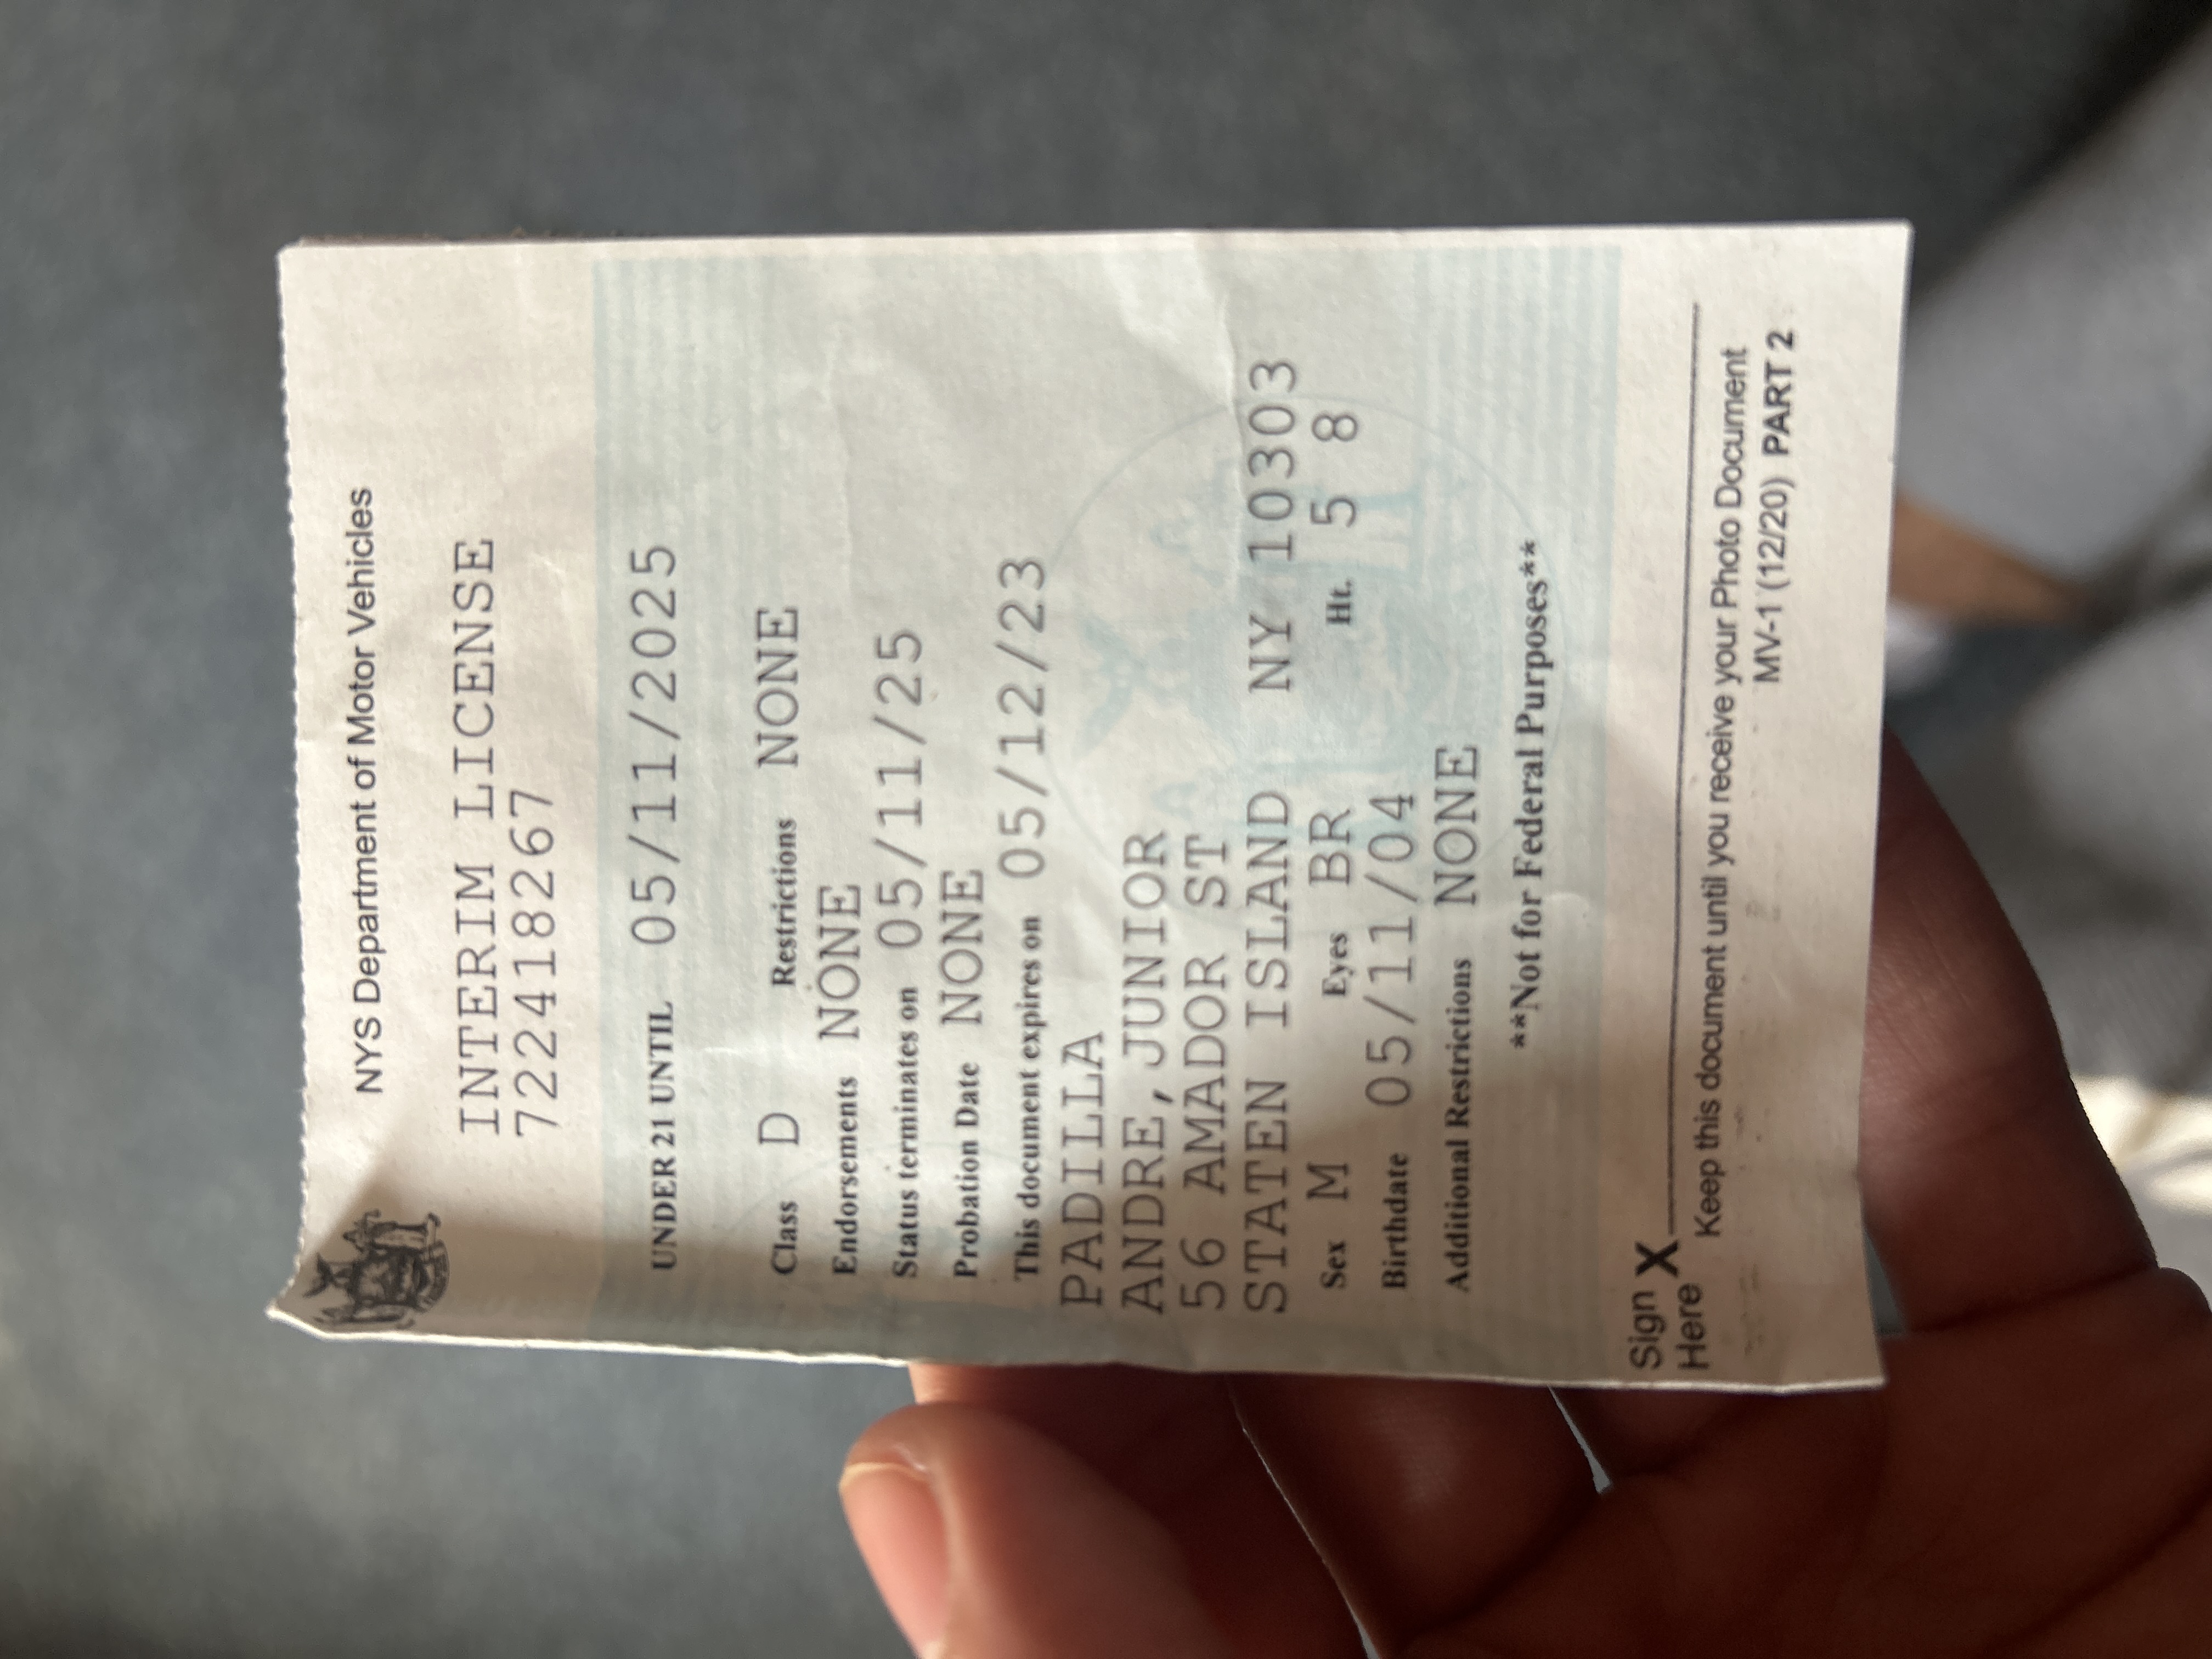 NYS Department of Motor Vehicles
INTERIM LICENSE
722418267
UNDER 21 UNTIL 05/11/2025
Class D Restrictions NONE
Endorsements NONE
Status terminates on 05/11/25
Probation Date NONE
This document expires on 05/12/23
PADILLA
ANDRE,JUNIOR
56 AMADOR ST
STATEN ISLAND NY 10303
Sex M Eyes BR Ht. 5 8
Birthdate 05/11/04
Additional Restrictions NONE
**Not for Federal Purposes**
Sign
Here X
Keep this document until you receive your Photo Document
MV-1 (12/20) PART 2